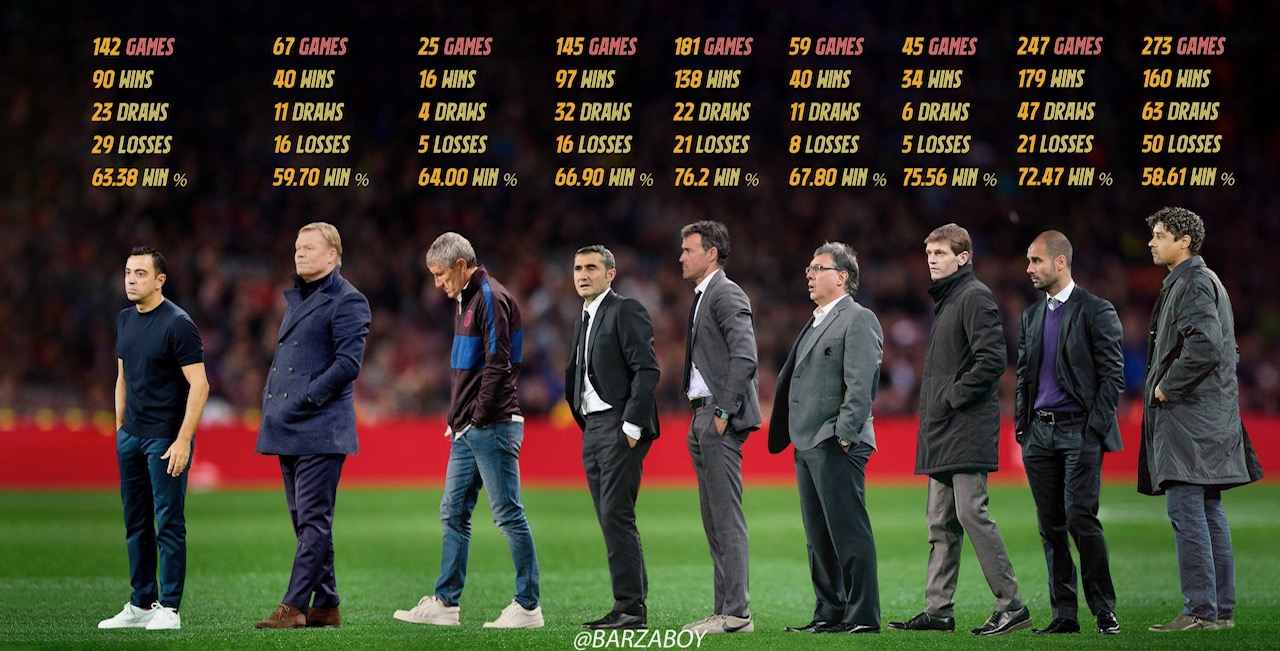 142 GAMES
90 WINS
23 DRAWS
29 LOSSES
63.38 WIN %
67 GAMES
40 WINS
11 DRAWS
16 LOSSES
59.70 WIN %
25 GAMES
16 WINS
4 DRAWS
5 LOSSES
64.00 WIN %
145 GAMES
97 WINS
32 DRAWS
16 LOSSES
66.90 WIN %
181 GAMES
138 WINS
22 DRAWS
21 LOSSES
76.2 WIN %
59 GAMES
40 WINS
11 DRAWS
8 LOSSES
67.80 WIN %
45 GAMES
34 WINS
6 DRAWS
5 LOSSES
75.56 WIN %
247 GAMES
179 WINS
47 DRAWS
21 LOSSES
72.47 WIN %
273 GAMES
160 WINS
63 DRAWS
50 LOSSES
58.61 WIN %
@BARZABOY